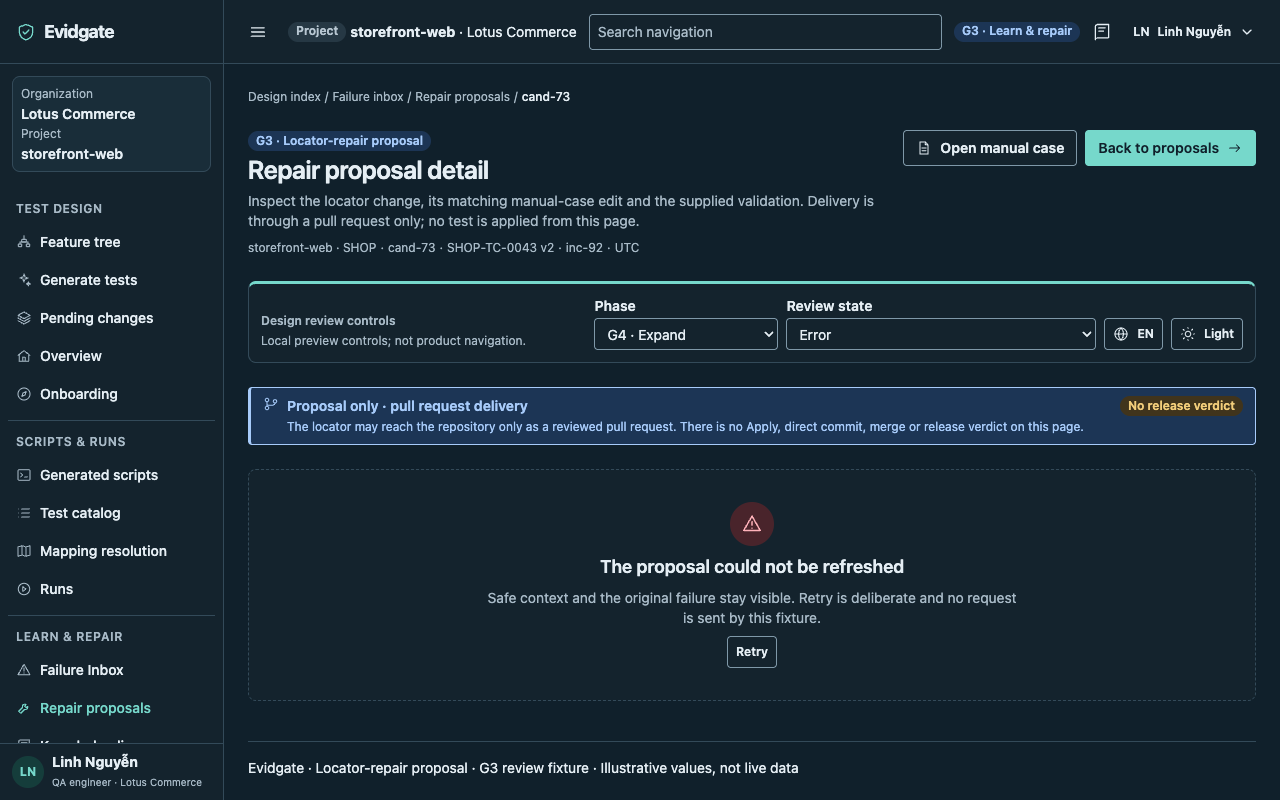 Evidgate
Project storefront-web · Lotus Commerce
Search navigation
G3 · Learn & repair
LN Linh Nguyễn
Organization
Lotus Commerce
Project
storefront-web
TEST DESIGN
Feature tree
Generate tests
Pending changes
Overview
Onboarding
SCRIPTS & RUNS
Generated scripts
Test catalog
Mapping resolution
Runs
LEARN & REPAIR
Failure Inbox
Repair proposals
LN
Linh Nguyễn
QA engineer · Lotus Commerce
Design index / Failure inbox / Repair proposals / cand-73
G3 · Locator-repair proposal
Repair proposal detail
Inspect the locator change, its matching manual-case edit and the supplied validation. Delivery is
through a pull request only; no test is applied from this page.
storefront-web · SHOP · cand-73 · SHOP-TC-0043 v2 · inc-92 · UTC
Open manual case
Back to proposals
Design review controls
Local preview controls; not product navigation.
Phase
G4 · Expand
Review state
Error
EN
Light
Proposal only · pull request delivery
The locator may reach the repository only as a reviewed pull request. There is no Apply, direct commit, merge or release verdict on this page.
No release verdict
The proposal could not be refreshed
Safe context and the original failure stay visible. Retry is deliberate and no request
is sent by this fixture.
Retry
Evidgate · Locator-repair proposal · G3 review fixture · Illustrative values, not live data